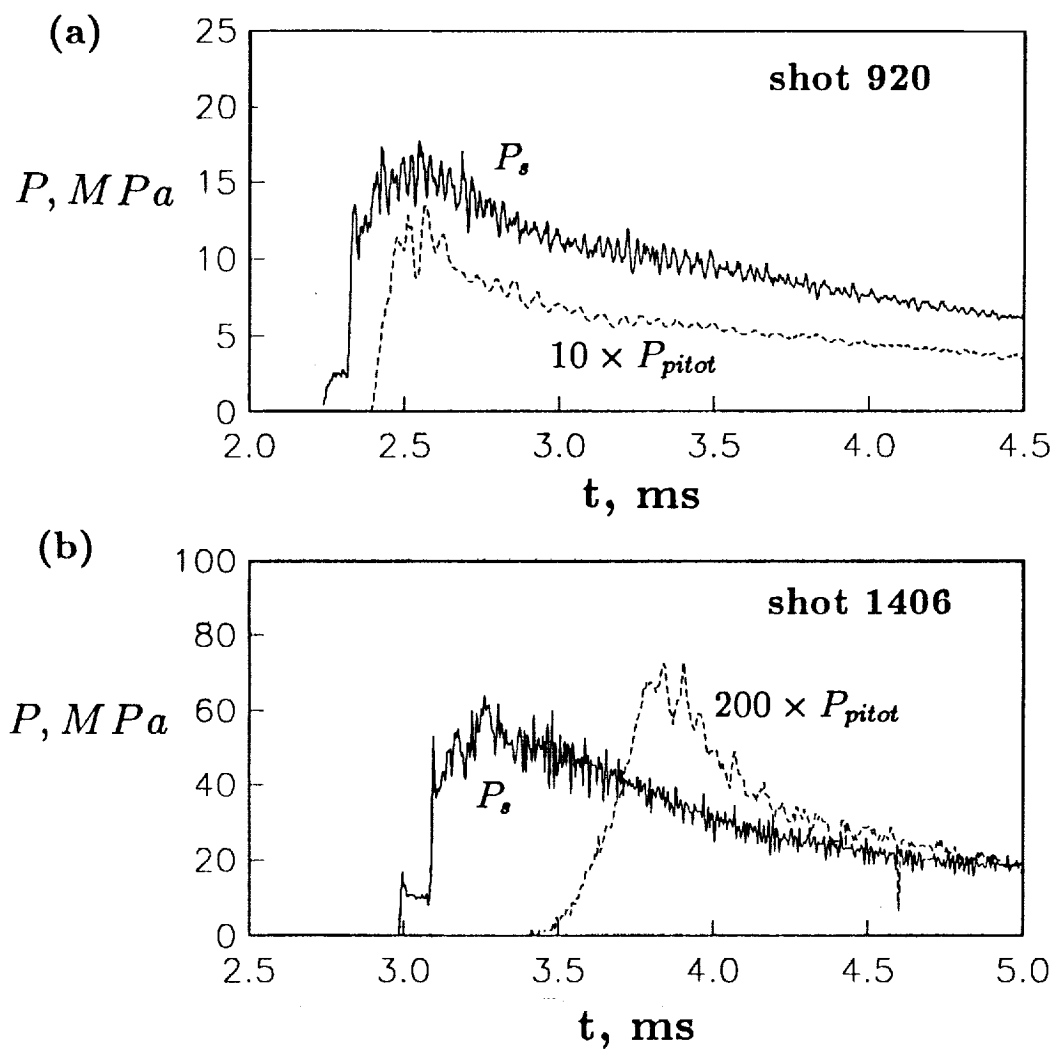 (a)
25
20
15
10
5
0
P, MPa
shot 920
P_s
10 × P_pitot
2.0 2.5 3.0 3.5 4.0 4.5
t, ms
(b)
100
80
60
40
20
0
P, MPa
shot 1406
200 × P_pitot
P_s
2.5 3.0 3.5 4.0 4.5 5.0
t, ms